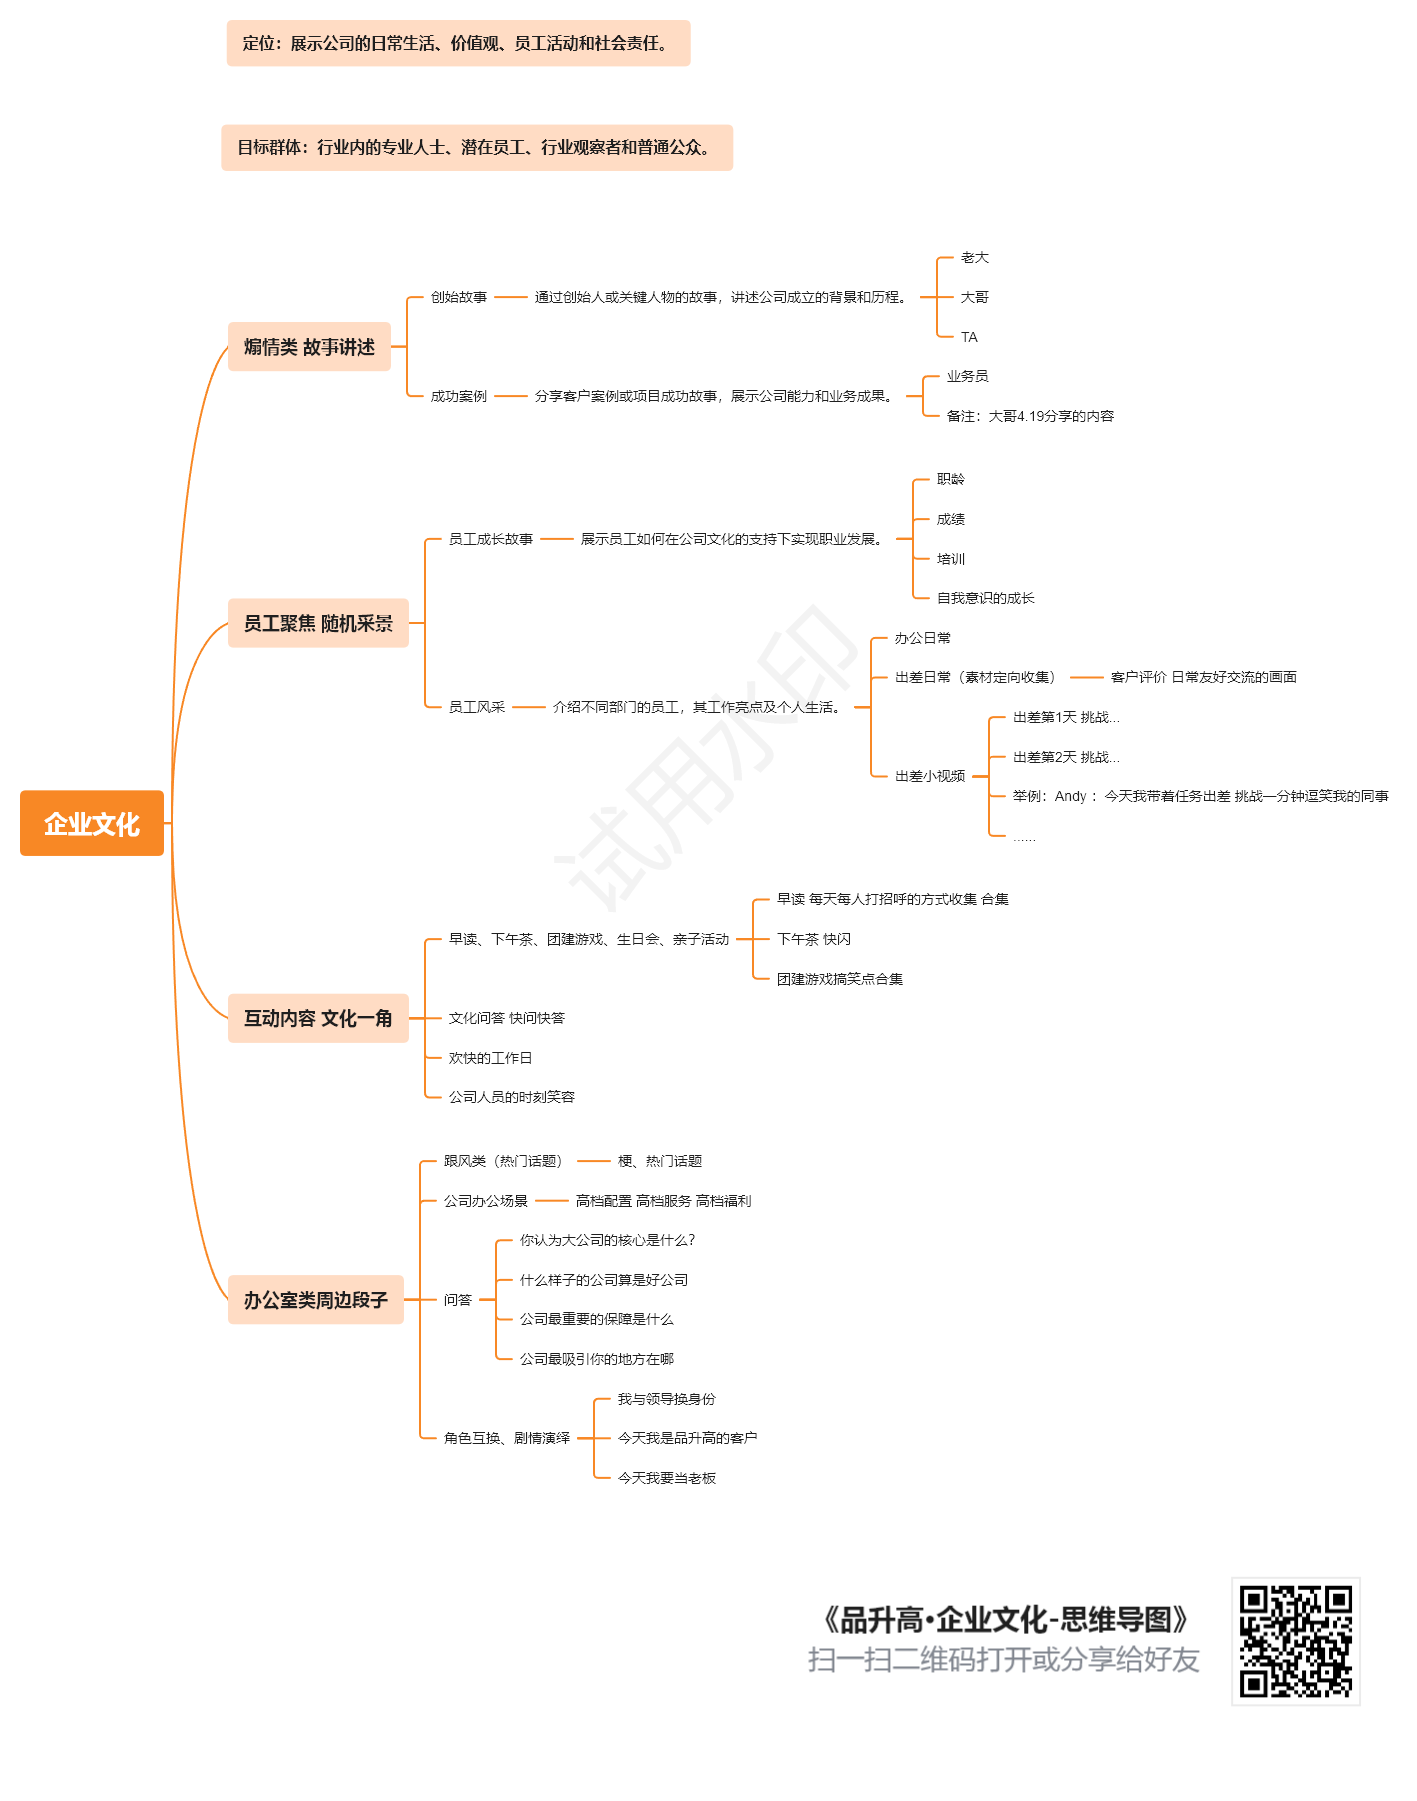 定位：展示公司的日常生活、价值观、员工活动和社会责任。
目标群体：行业内的专业人士、潜在员工、行业观察者和普通公众。
企业文化
煽情类 故事讲述
创始故事
通过创始人或关键人物的故事，讲述公司成立的背景和历程。
老大
大哥
TA
成功案例
分享客户案例或项目成功故事，展示公司能力和业务成果。
业务员
备注：大哥4.19分享的内容
员工聚焦 随机采景
员工成长故事
展示员工如何在公司文化的支持下实现职业发展。
职龄
成绩
培训
自我意识的成长
员工风采
介绍不同部门的员工，其工作亮点及个人生活。
办公日常
出差日常（素材定向收集）
客户评价 日常友好交流的画面
出差小视频
出差第1天 挑战...
出差第2天 挑战...
举例：Andy ：今天我带着任务出差 挑战一分钟逗笑我的同事
......
互动内容 文化一角
早读、下午茶、团建游戏、生日会、亲子活动
早读 每天每人打招呼的方式收集 合集
下午茶 快闪
团建游戏搞笑点合集
文化问答 快问快答
欢快的工作日
公司人员的时刻笑容
办公室类周边段子
跟风类（热门话题）
梗、热门话题
公司办公场景
高档配置 高档服务 高档福利
问答
你认为大公司的核心是什么?
什么样子的公司算是好公司
公司最重要的保障是什么
公司最吸引你的地方在哪
角色互换、剧情演绎
我与领导换身份
今天我是品升高的客户
今天我要当老板
试用水印
《品升高•企业文化-思维导图》
扫一扫二维码打开或分享给好友